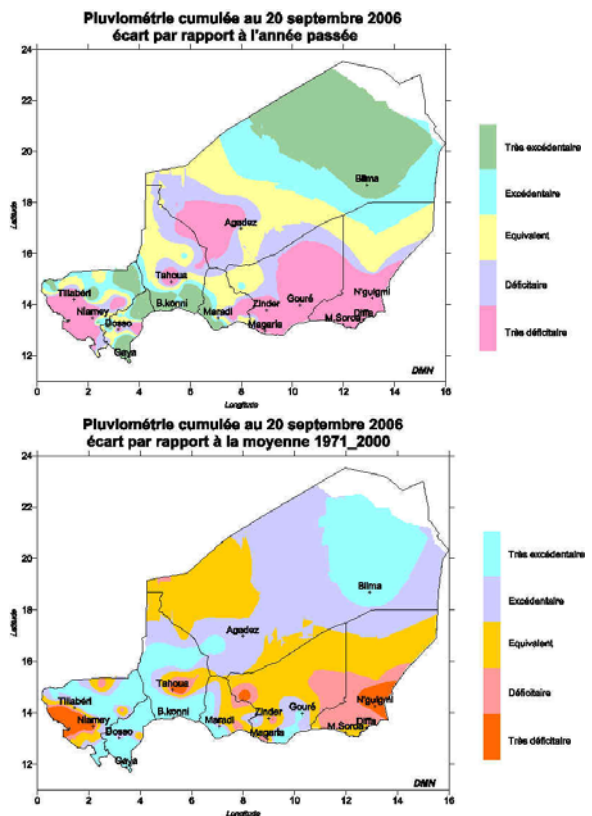 Pluviométrie cumulée au 20 septembre 2006
écart par rapport à l'année passée
24
22
20
18
16
14
12
Latitude
0 2 4 6 8 10 12 14 16
Longitude
Bilma
Agadez
Tahoua
Tillabéri
Niamey
Dosso
B.konni
Gaya
Maradi
Zinder
Magaria
Gouré
N'guigmi
Diffa
M.Soroa
DMN
Très excédentaire
Excédentaire
Equivalent
Déficitaire
Très déficitaire
Pluviométrie cumulée au 20 septembre 2006
écart par rapport à la moyenne 1971_2000
24
22
20
18
16
14
12
Latitude
0 2 4 6 8 10 12 14 16
Longitude
Bilma
Agadez
Tahoua
Tillabéri
Niamey
Dosso
B.konni
Gaya
Maradi
Zinder
Magaria
Gouré
N'guigmi
Diffa
M.Soroa
DMN
Très excédentaire
Excédentaire
Equivalent
Déficitaire
Très déficitaire